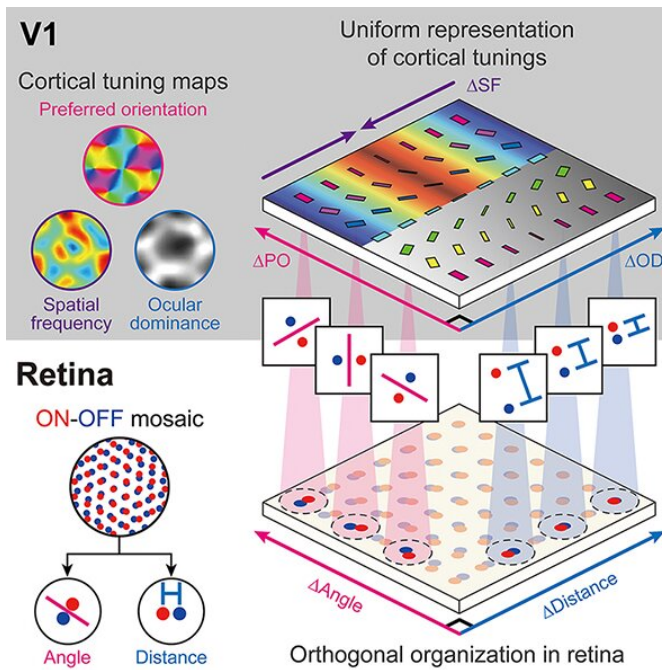 V1
Cortical tuning maps
Preferred orientation
Spatial
frequency
Ocular
dominance
Uniform representation
of cortical tunings
ΔSF
ΔPO
ΔOD
Retina
ON-OFF mosaic
Angle
Distance
ΔAngle
ΔDistance
Orthogonal organization in retina